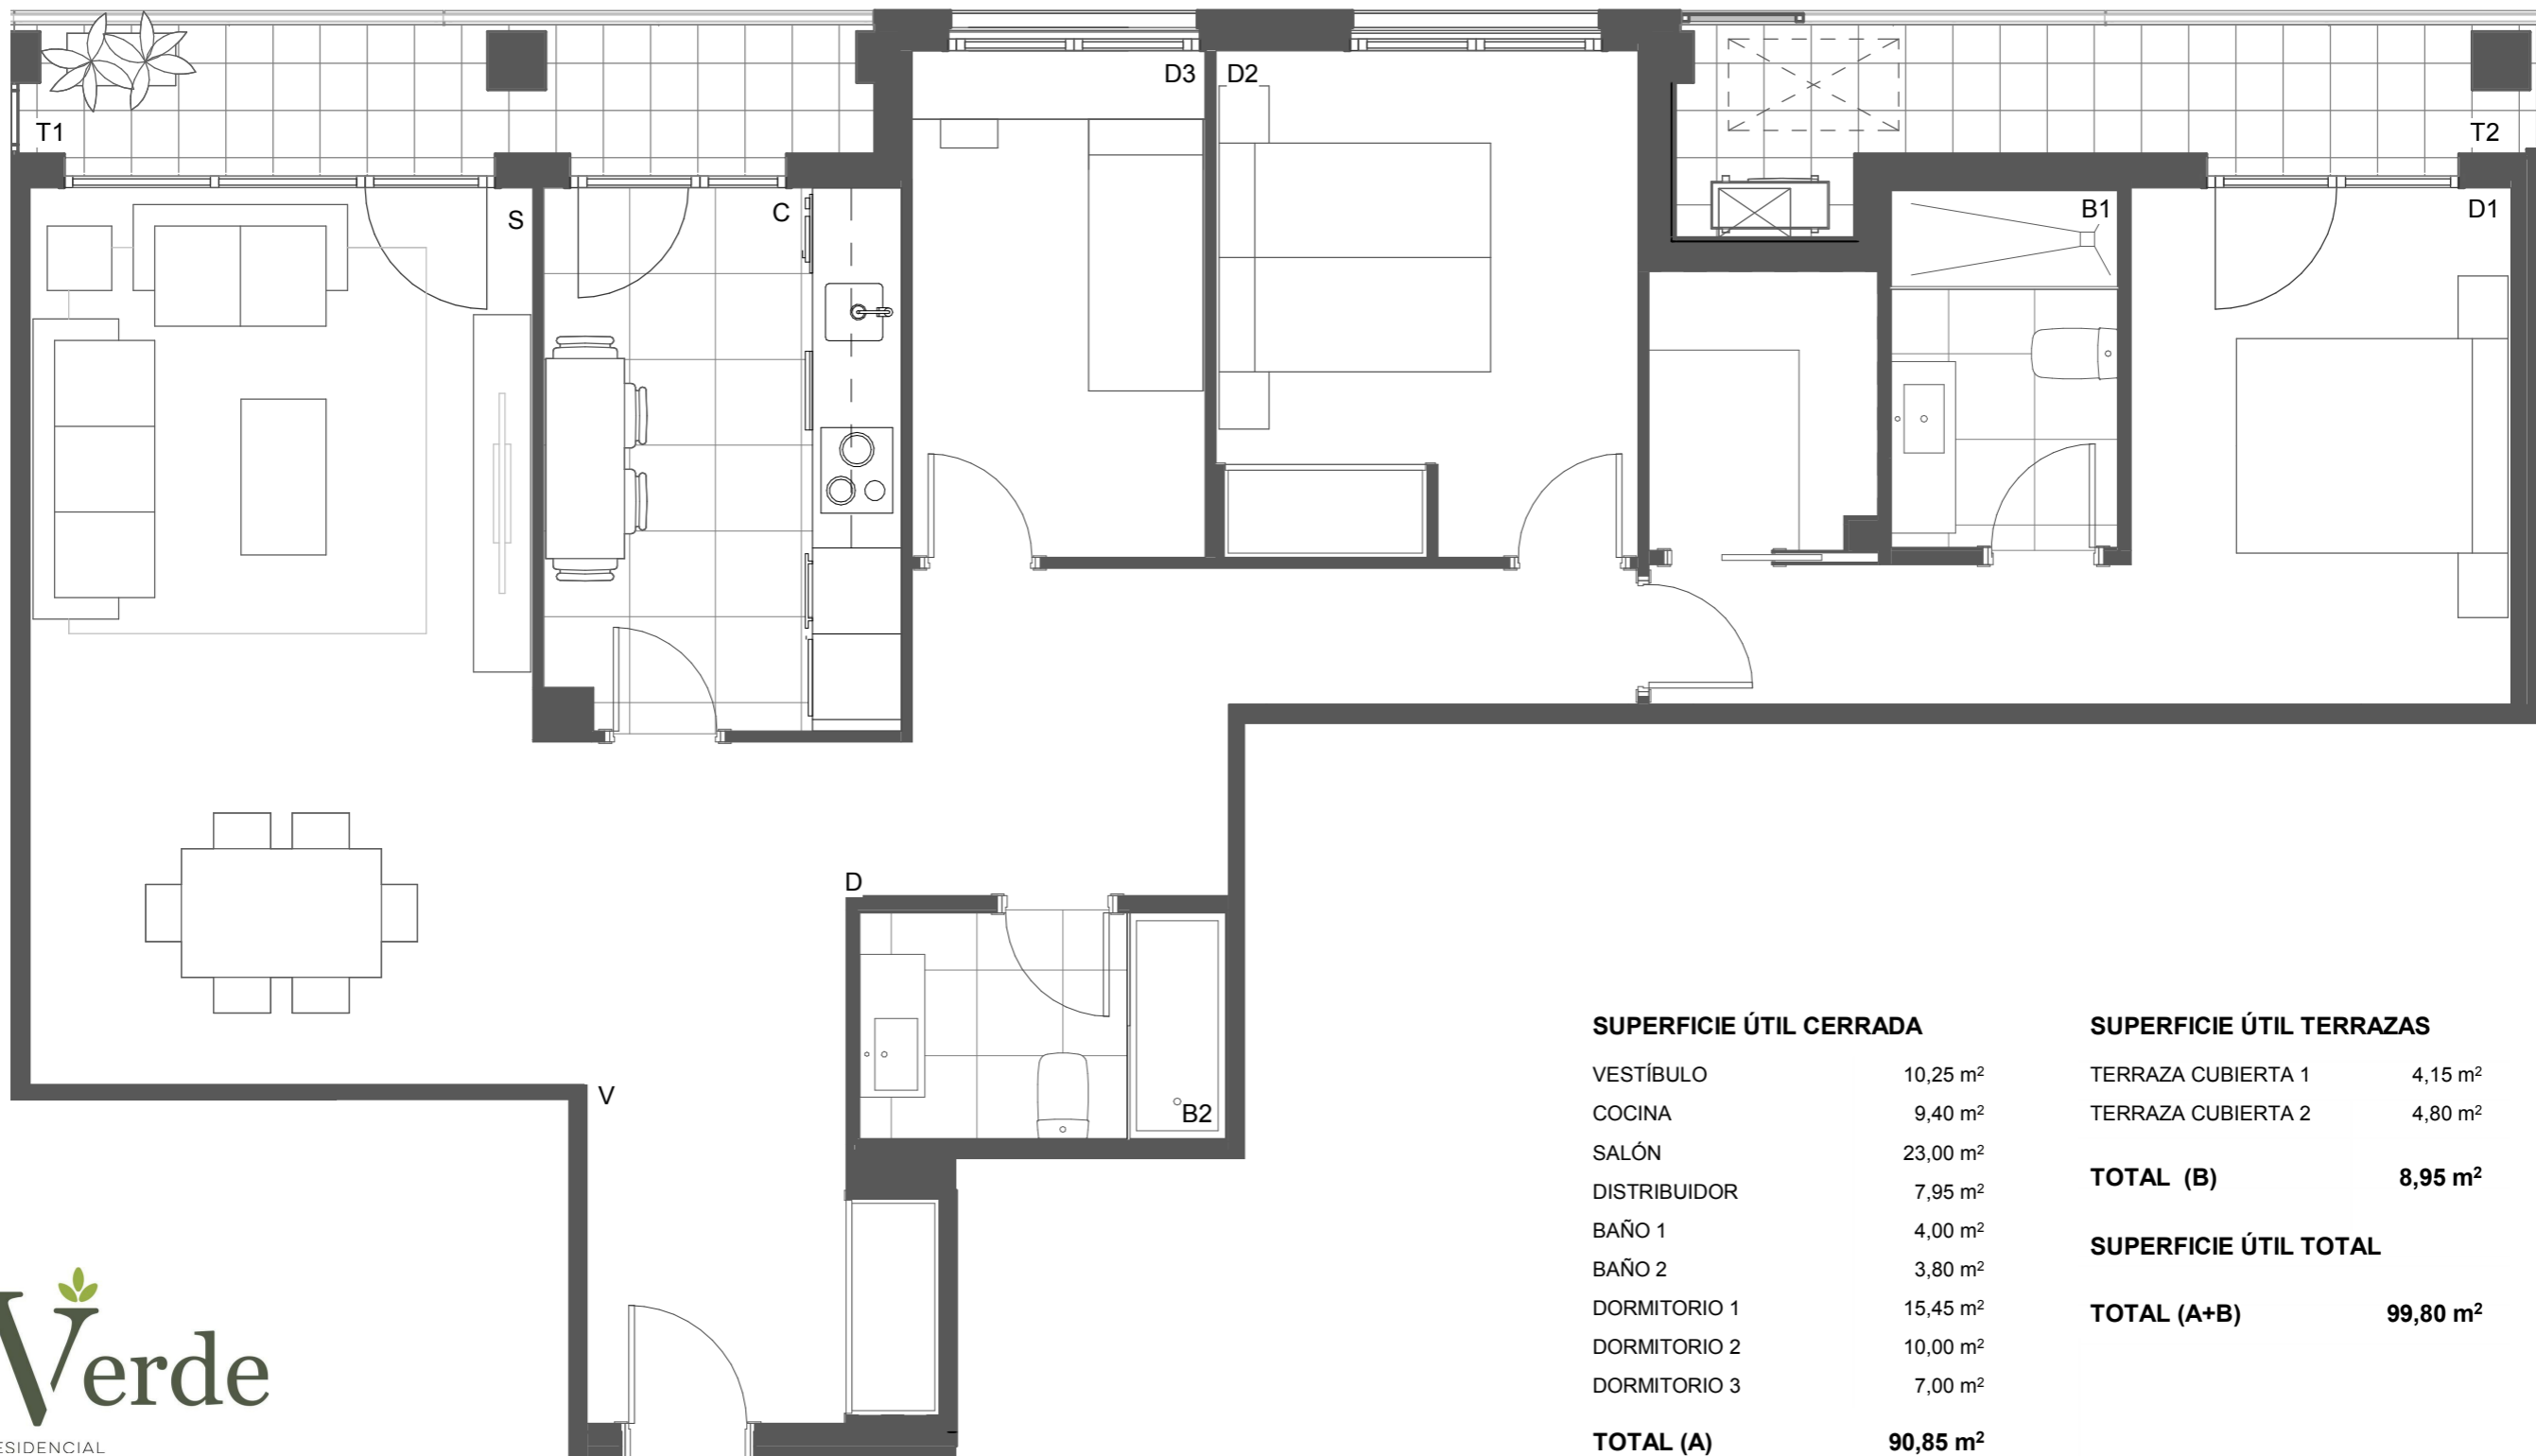 D3
D2
T1
T2
S
C
B1
D1
D
V
B2
SUPERFICIE ÚTIL CERRADA
VESTÍBULO 10,25 m²
COCINA 9,40 m²
SALÓN 23,00 m²
DISTRIBUIDOR 7,95 m²
BAÑO 1 4,00 m²
BAÑO 2 3,80 m²
DORMITORIO 1 15,45 m²
DORMITORIO 2 10,00 m²
DORMITORIO 3 7,00 m²
TOTAL (A) 90,85 m²
SUPERFICIE ÚTIL TERRAZAS
TERRAZA CUBIERTA 1 4,15 m²
TERRAZA CUBIERTA 2 4,80 m²
TOTAL (B) 8,95 m²
SUPERFICIE ÚTIL TOTAL
TOTAL (A+B) 99,80 m²
Verde
ESIDENCIAL